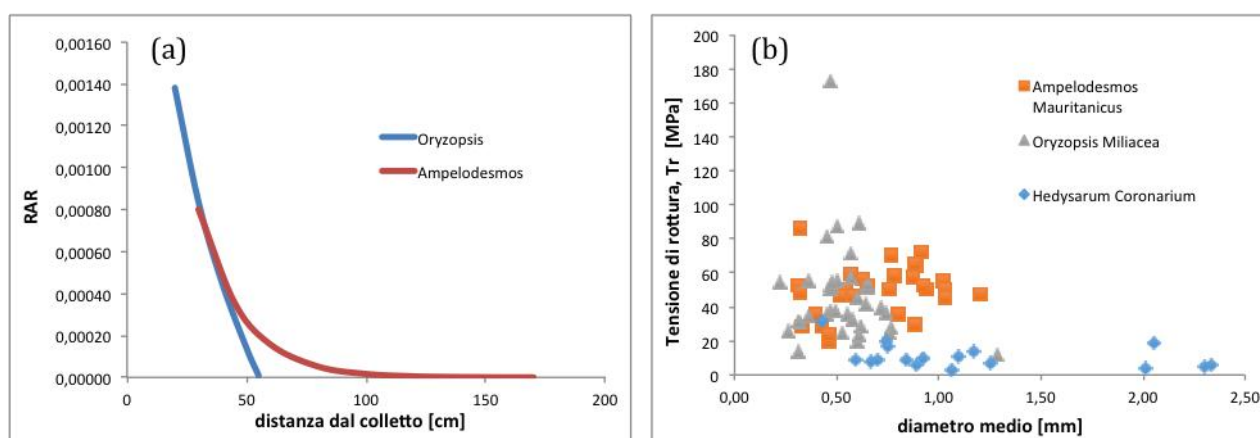 (a)
RAR
0,00160
0,00140
0,00120
0,00100
0,00080
0,00060
0,00040
0,00020
0,00000
0
50
100
150
200
distanza dal colletto [cm]
Oryzopsis
Ampelodesmos
(b)
Tensione di rottura, Tr [MPa]
200
180
160
140
120
100
80
60
40
20
0
0,00
0,50
1,00
1,50
2,00
2,50
diametro medio [mm]
Ampelodesmos
Mauritanicus
Oryzopsis Miliacea
Hedysarum Coronarium